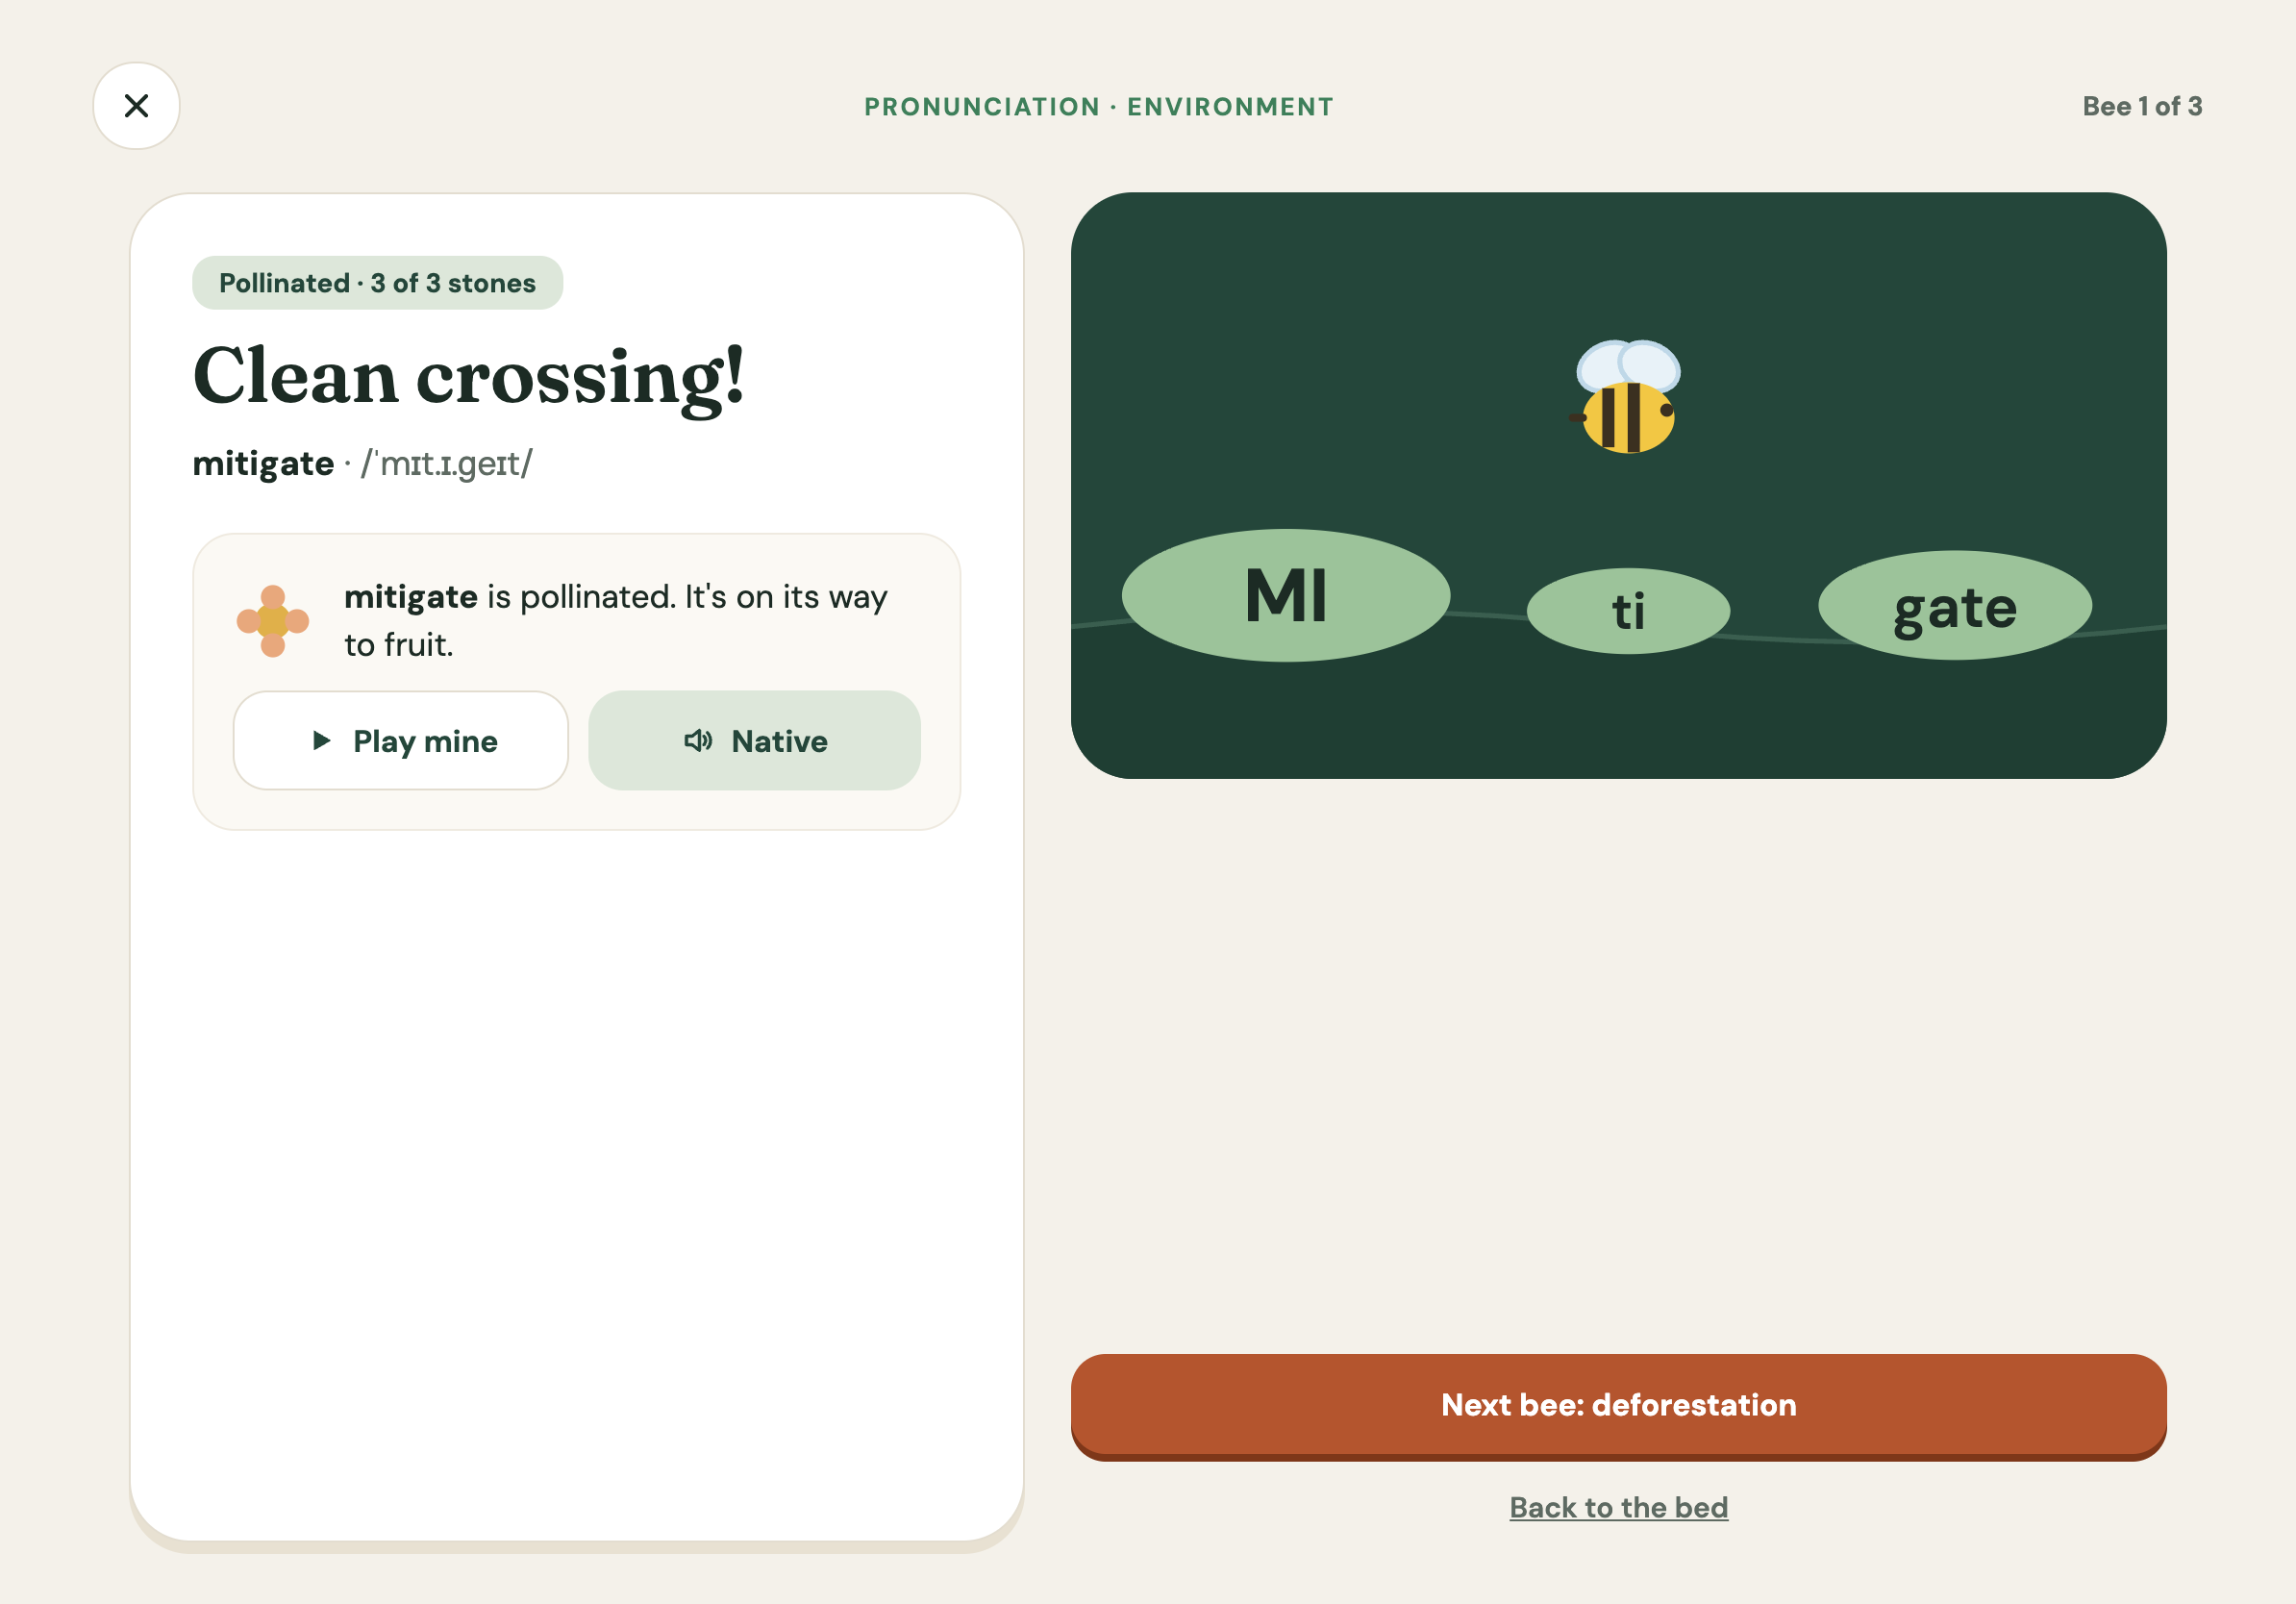 PRONUNCIATION · ENVIRONMENT
Bee 1 of 3
Pollinated · 3 of 3 stones
Clean crossing!
mitigate · /ˈmɪt.ɪ.ɡeɪt/
mitigate is pollinated. It's on its way
to fruit.
Play mine
Native
MI
ti
gate
Next bee: deforestation
Back to the bed